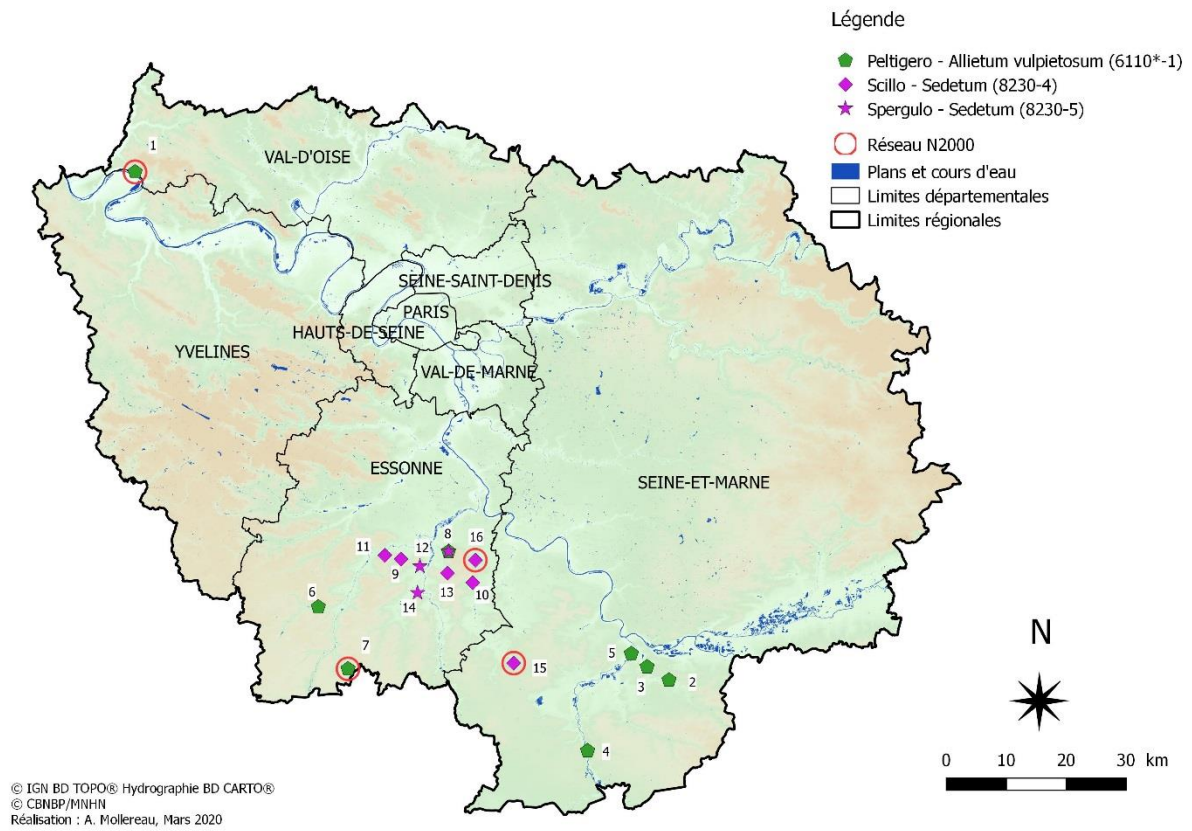 Légende
Peltigero - Allietum vulpietosum (6110*-1)
Scillo - Sedetum (8230-4)
Spergulo - Sedetum (8230-5)
Réseau N2000
Plans et cours d'eau
Limites départementales
Limites régionales
1
VAL-D'OISE
SEINE-SAINT-DENIS
PARIS
HAUTS-DE-SEINE
YVELINES
VAL-DE-MARNE
ESSONNE
SEINE-ET-MARNE
8
16
11
12
9
13
10
14
6
7
15
5
3
2
4
N
0 10 20 30 km
© IGN BD TOPO® Hydrographie BD CARTO®
© CBNBP/MNHN
Réalisation : A. Mollereau, Mars 2020